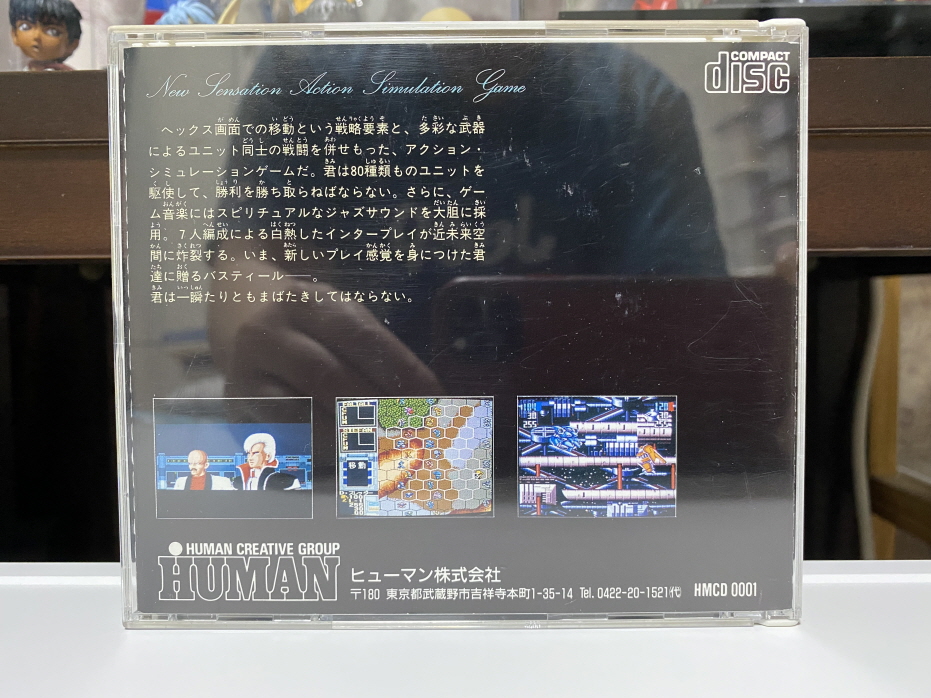 COMPACT
disc
New Sensation Action Simulation Game
ヘックス画面での移動という戦略要素と、多彩な武器
によるユニット同士の戦闘を併せもった、アクション・
シミュレーションゲームだ。君は80種類ものユニットを
駆使して、勝利を勝ち取らねばならない。さらに、ゲー
ム音楽にはスピリチュアルなジャズサウンドを大胆に採
用。7人編成による白熱したインタープレイが近未来空
間に炸裂する。いま、新しいプレイ感覚を身につけた君
達に贈るバスティール──。
君は一瞬たりともまばたきしてはならない。
移動
255
HUMAN CREATIVE GROUP
HUMAN
ヒューマン株式会社
〒180 東京都武蔵野市吉祥寺本町1-35-14 Tel. 0422-20-1521㈹
HMCD 0001